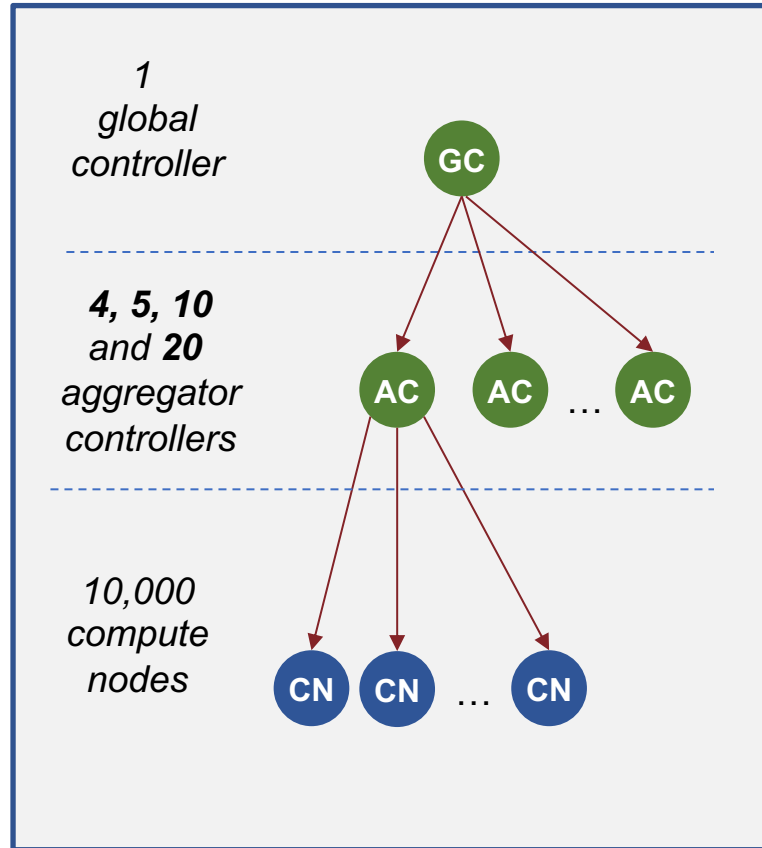 1
global
controller
GC
4, 5, 10
and 20
aggregator
controllers
AC AC ... AC
10,000
compute
nodes
CN CN ... CN